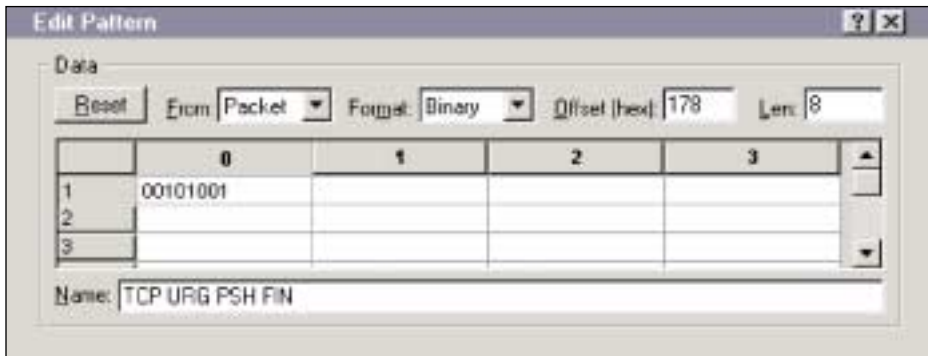 Edit Pattern
Data
Reset From: Packet Format: Binary Offset (hex): 178 Len: 8
0 1 2 3
1 00101001
2
3
Name: TCP URG PSH FIN